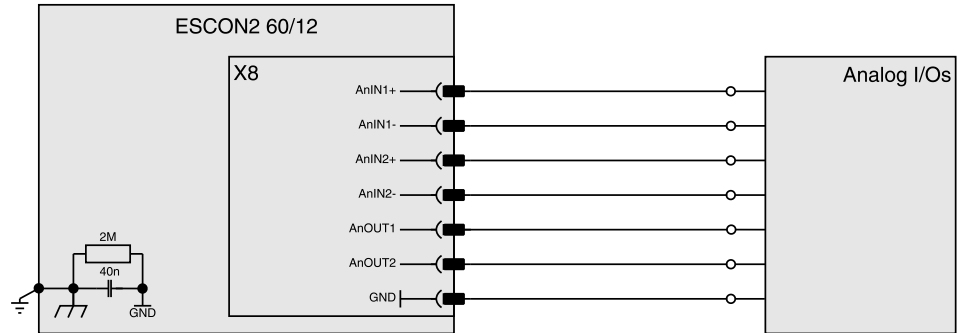 ESCON2 60/12
X8
Analog I/Os
AnIN1+
AnIN1-
AnIN2+
AnIN2-
AnOUT1
AnOUT2
GND
2M
40n
GND